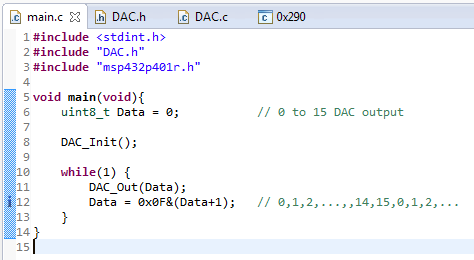 main.c DAC.h DAC.c 0x290
1 #include <stdint.h>
2 #include "DAC.h"
3 #include "msp432p401r.h"
4
5 void main(void){
6     uint8_t Data = 0;            // 0 to 15 DAC output
7
8     DAC_Init();
9
10     while(1) {
11         DAC_Out(Data);
12         Data = 0x0F&(Data+1);   // 0,1,2,...,,14,15,0,1,2,...
13     }
14 }
15